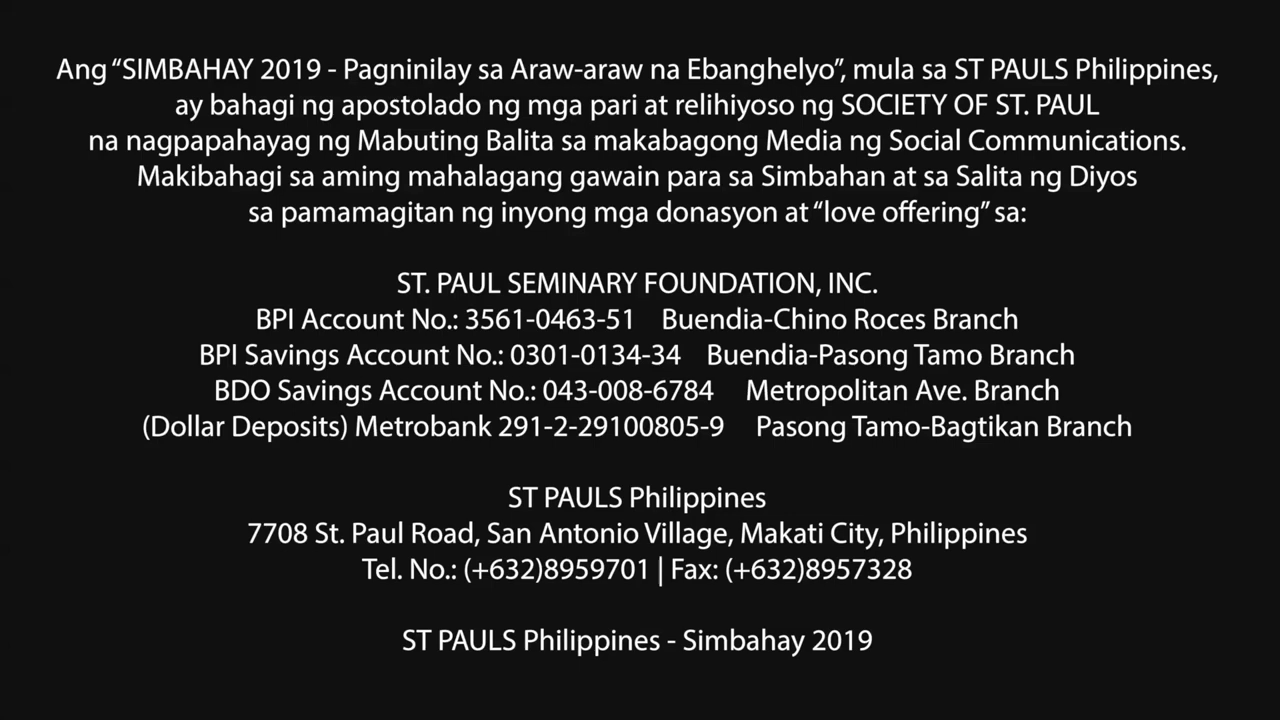 Ang “SIMBAHAY 2019 - Pagninilay sa Araw-araw na Ebanghelyo”, mula sa ST PAULS Philippines,
ay bahagi ng apostolado ng mga pari at relihiyoso ng SOCIETY OF ST. PAUL
na nagpapahayag ng Mabuting Balita sa makabagong Media ng Social Communications.
Makibahagi sa aming mahalagang gawain para sa Simbahan at sa Salita ng Diyos
sa pamamagitan ng inyong mga donasyon at “love offering” sa:
ST. PAUL SEMINARY FOUNDATION, INC.
BPI Account No.: 3561-0463-51 Buendia-Chino Roces Branch
BPI Savings Account No.: 0301-0134-34 Buendia-Pasong Tamo Branch
BDO Savings Account No.: 043-008-6784 Metropolitan Ave. Branch
(Dollar Deposits) Metrobank 291-2-29100805-9 Pasong Tamo-Bagtikan Branch
ST PAULS Philippines
7708 St. Paul Road, San Antonio Village, Makati City, Philippines
Tel. No.: (+632)8959701 | Fax: (+632)8957328
ST PAULS Philippines - Simbahay 2019